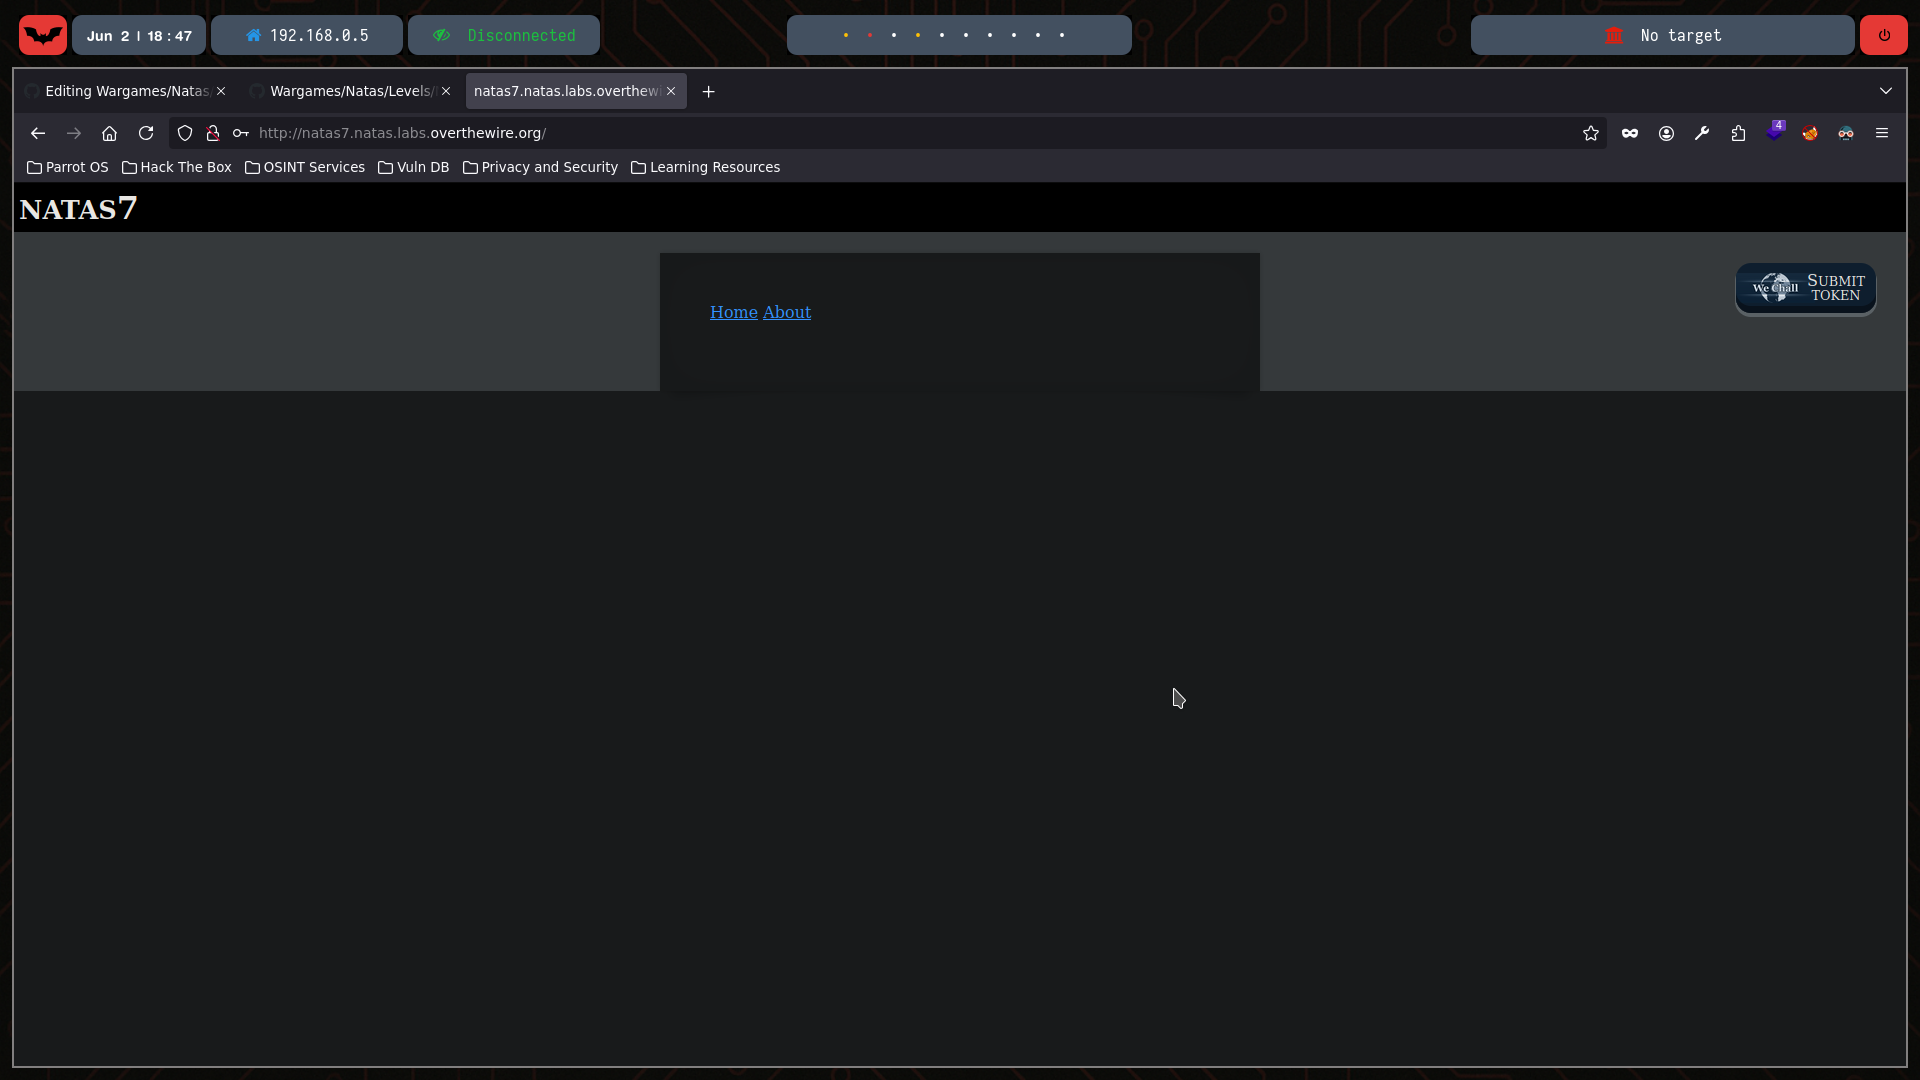 Jun 2 | 18:47
192.168.0.5
Disconnected
No target
Editing Wargames/Natas/
Wargames/Natas/Levels/
natas7.natas.labs.overthewi
http://natas7.natas.labs.overthewire.org/
4
Parrot OS
Hack The Box
OSINT Services
Vuln DB
Privacy and Security
Learning Resources
NATAS7
Home About
We Chall
SUBMIT
TOKEN